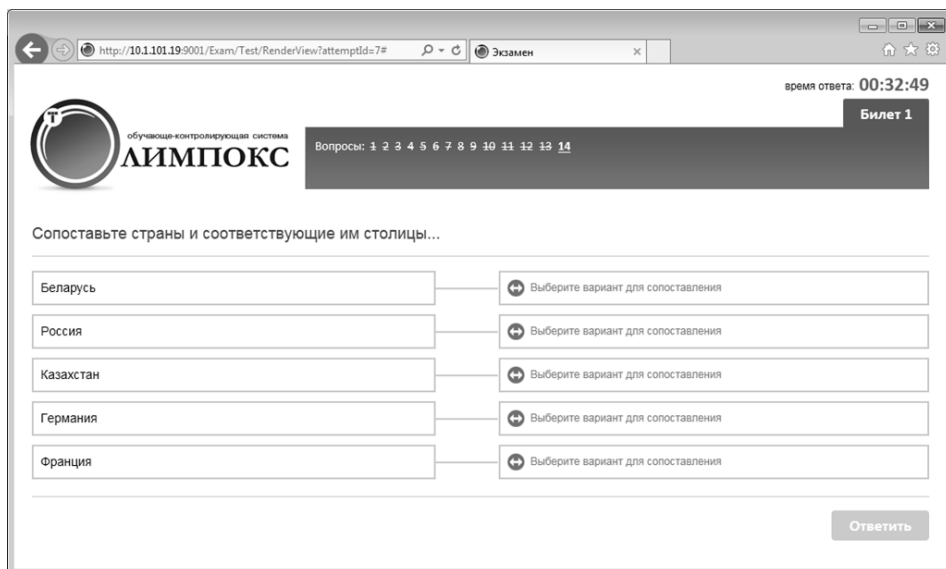 http://10.1.101.19:9001/Exam/Test/RenderView?attemptId=7#
Экзамен
время ответа: 00:32:49
Билет 1
Т
обучающе-контролирующая система
ОЛИМПОКС
Вопросы: 1 2 3 4 5 6 7 8 9 10 11 12 13 14
Сопоставьте страны и соответствующие им столицы...
Беларусь Выберите вариант для сопоставления
Россия Выберите вариант для сопоставления
Казахстан Выберите вариант для сопоставления
Германия Выберите вариант для сопоставления
Франция Выберите вариант для сопоставления
Ответить